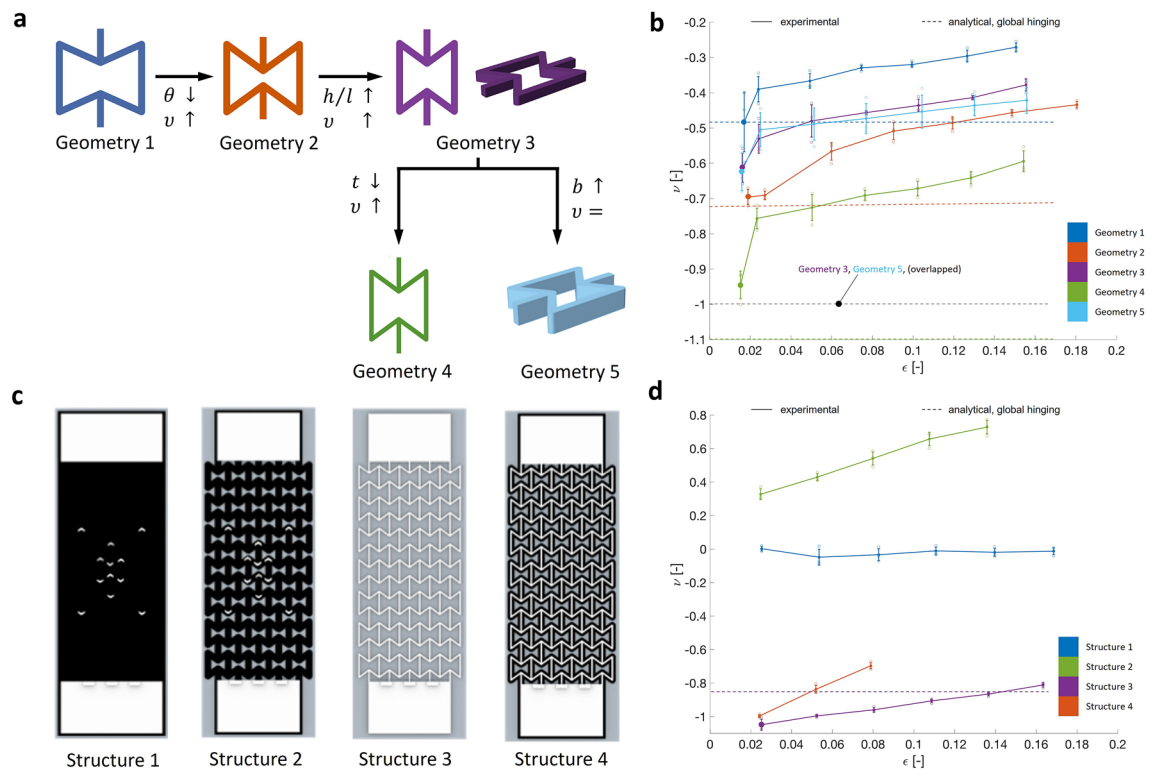 a
Geometry 1
θ ↓
υ ↑
Geometry 2
h/l ↑
υ ↑
Geometry 3
t ↓
υ ↑
b ↑
υ =
Geometry 4
Geometry 5
b
experimental
analytical, global hinging
-0.2
-0.3
-0.4
-0.5
-0.6
-0.7
-0.8
-0.9
-1
-1.1
ν [-]
Geometry 3, Geometry 5, (overlapped)
Geometry 1
Geometry 2
Geometry 3
Geometry 4
Geometry 5
0 0.02 0.04 0.06 0.08 0.1 0.12 0.14 0.16 0.18 0.2
ϵ [-]
c
Structure 1
Structure 2
Structure 3
Structure 4
d
experimental
analytical, global hinging
0.8
0.6
0.4
0.2
0
-0.2
-0.4
-0.6
-0.8
-1
ν [-]
Structure 1
Structure 2
Structure 3
Structure 4
0 0.02 0.04 0.06 0.08 0.1 0.12 0.14 0.16 0.18 0.2
ϵ [-]